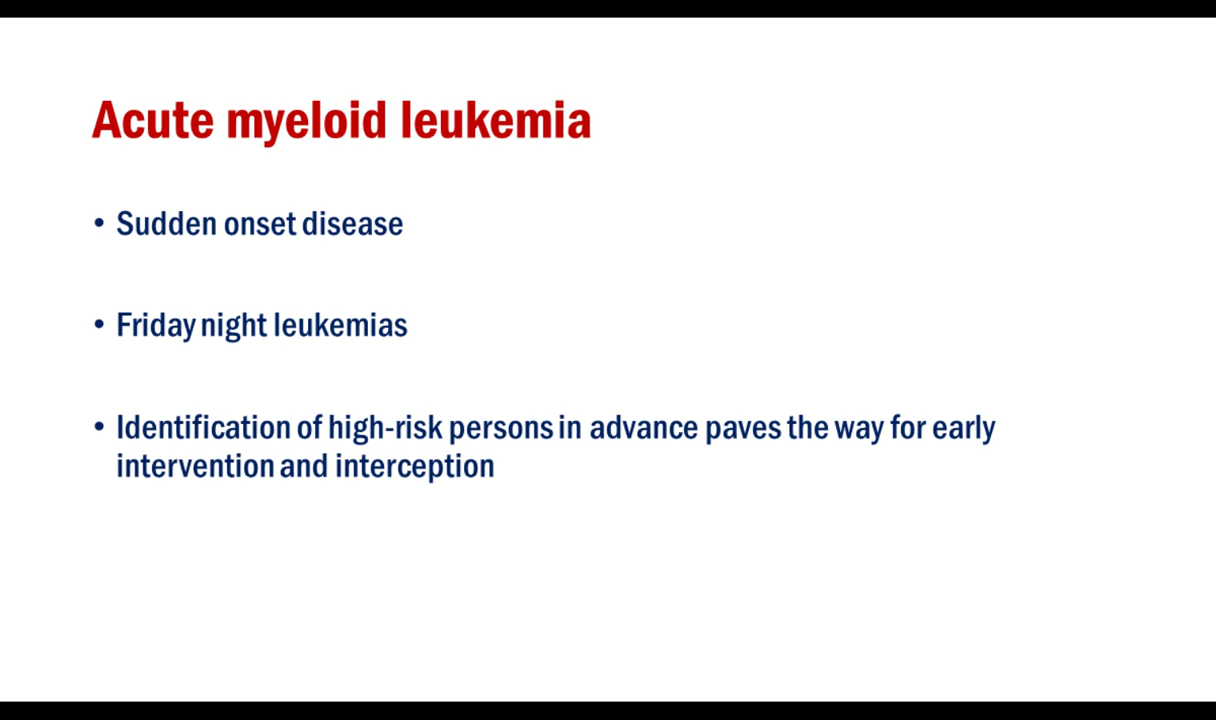 Acute myeloid leukemia
• Sudden onset disease
• Friday night leukemias
• Identification of high-risk persons in advance paves the way for early
intervention and interception